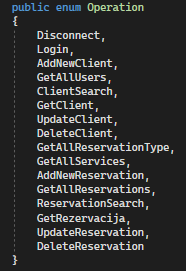 public enum Operation
{
Disconnect,
Login,
AddNewClient,
GetAllUsers,
ClientSearch,
GetClient,
UpdateClient,
DeleteClient,
GetAllReservationType,
GetAllServices,
AddNewReservation,
GetAllReservations,
ReservationSearch,
GetRezervacija,
UpdateReservation,
DeleteReservation
}